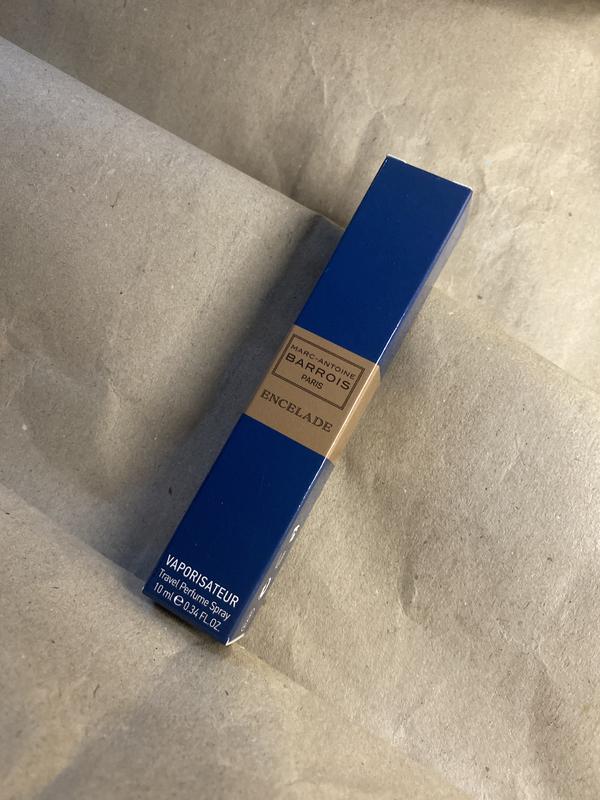 MARC-ANTOINE
BARROIS
PARIS
ENCELADE
VAPORISATEUR
Travel Perfume Spray
10 ml ℮ 0.34 FL.OZ.